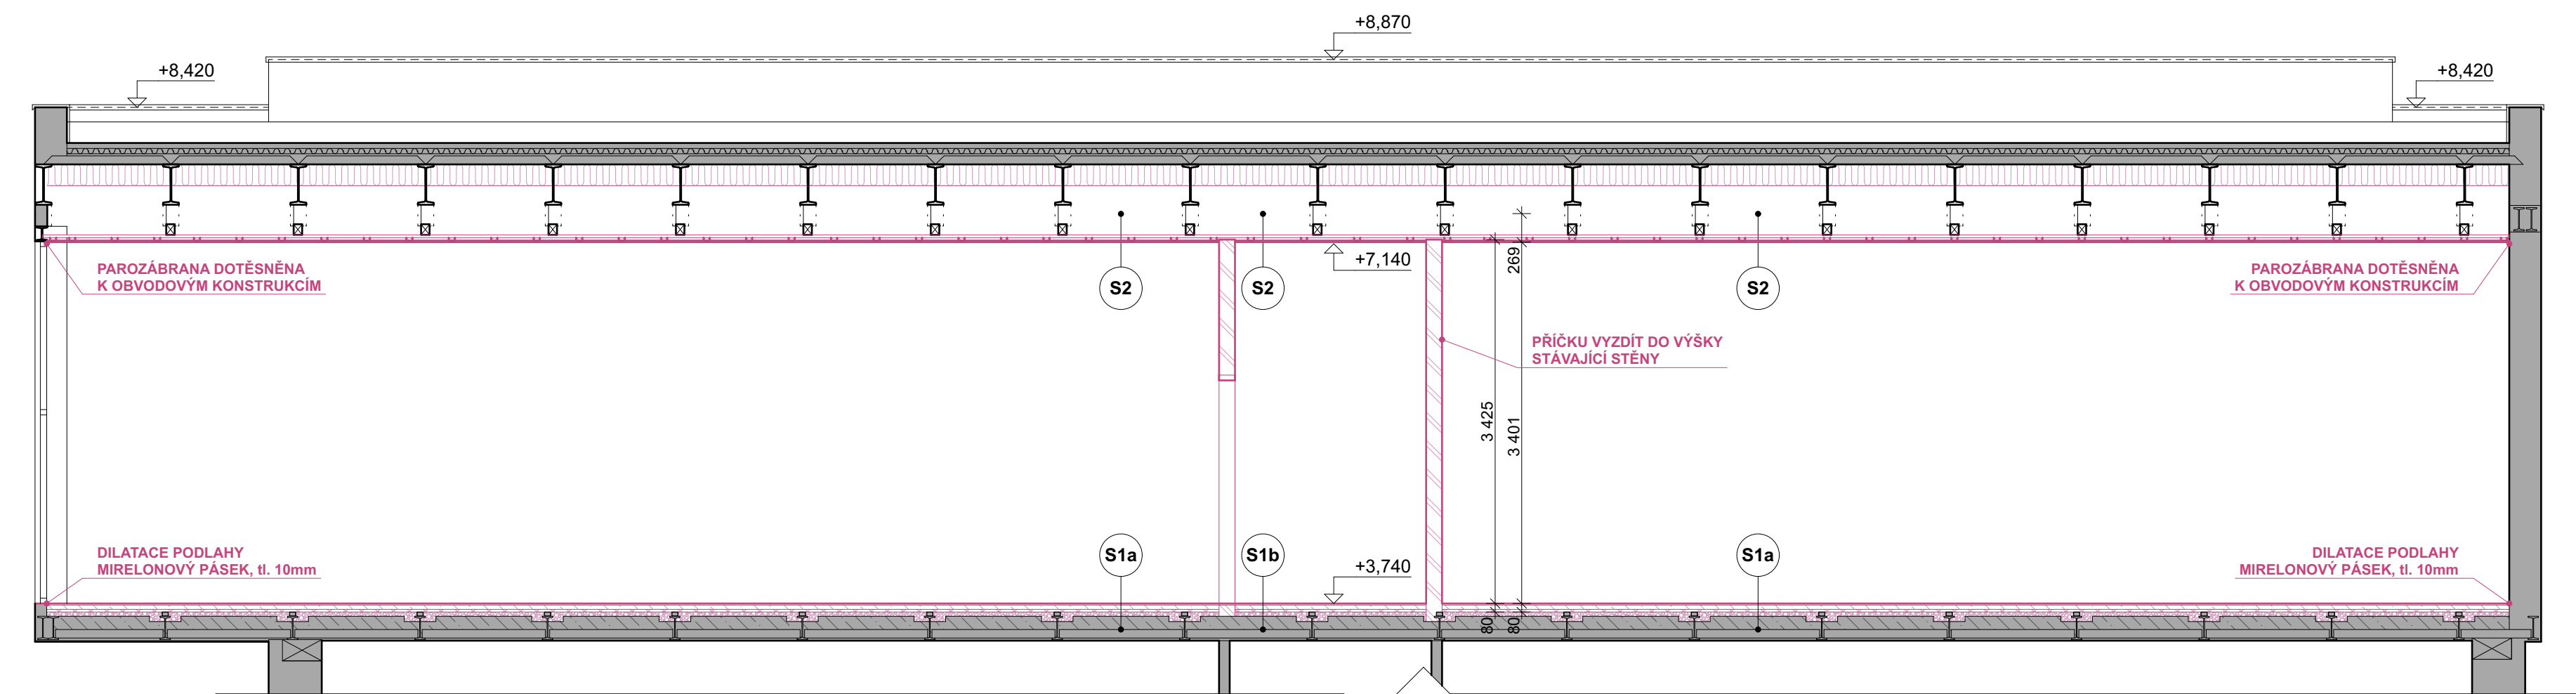 +8,870
+8,420
+8,420
+7,140
269
PAROZÁBRANA DOTĚSNĚNA
K OBVODOVÝM KONSTRUKCÍM
S2
S2
S2
PAROZÁBRANA DOTĚSNĚNA
K OBVODOVÝM KONSTRUKCÍM
PŘÍČKU VYZDÍT DO VÝŠKY
STÁVAJÍCÍ STĚNY
3 425
3 401
DILATACE PODLAHY
MIRELONOVÝ PÁSEK, tl. 10mm
S1a
S1b
+3,740
S1a
DILATACE PODLAHY
MIRELONOVÝ PÁSEK, tl. 10mm
80
80